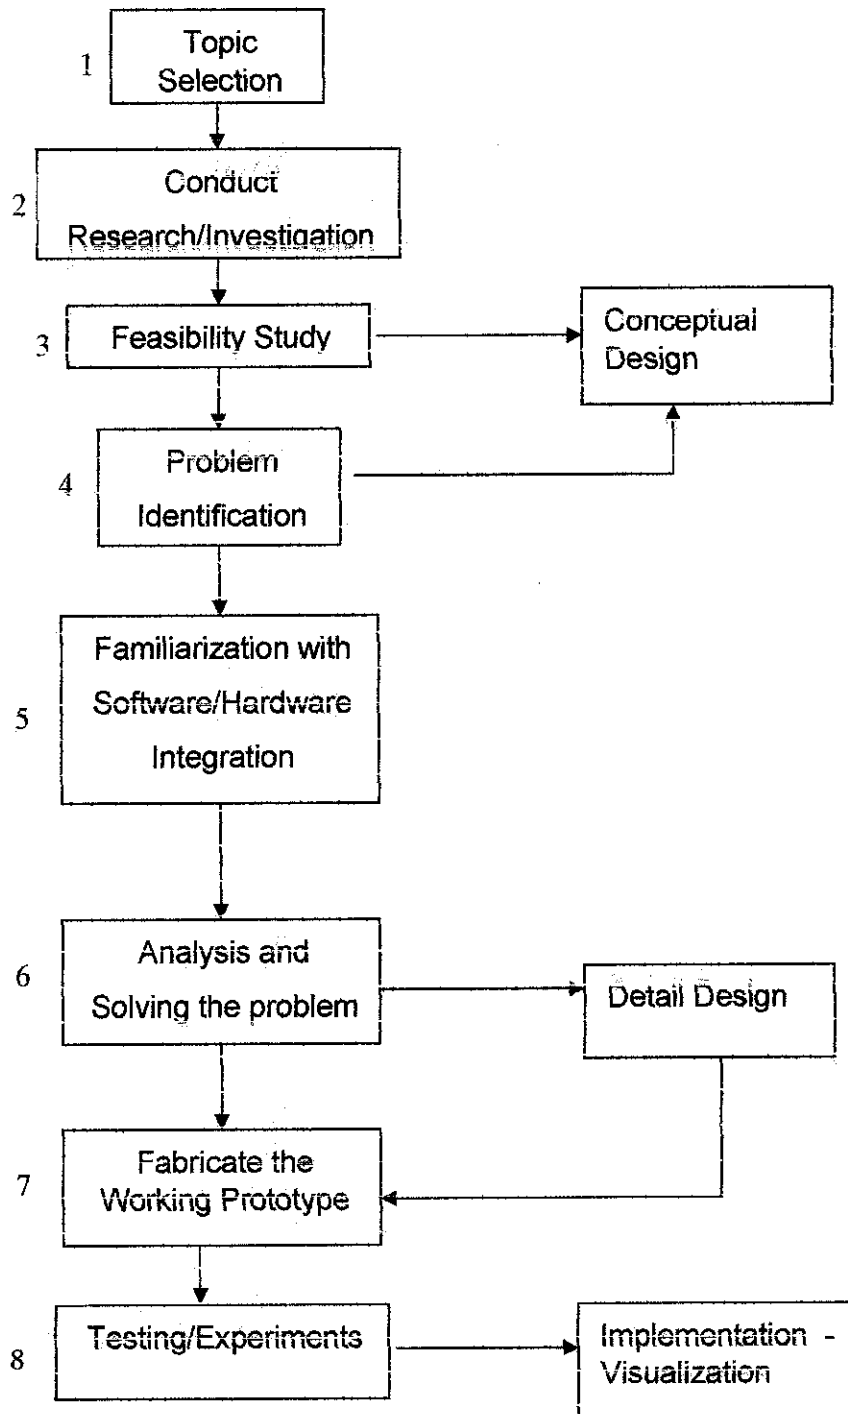 1
Topic
Selection
2
Conduct
Research/Investigation
3
Feasibility Study
Conceptual
Design
4
Problem
Identification
5
Familiarization with
Software/Hardware
Integration
6
Analysis and
Solving the problem
Detail Design
7
Fabricate the
Working Prototype
8
Testing/Experiments
Implementation -
Visualization